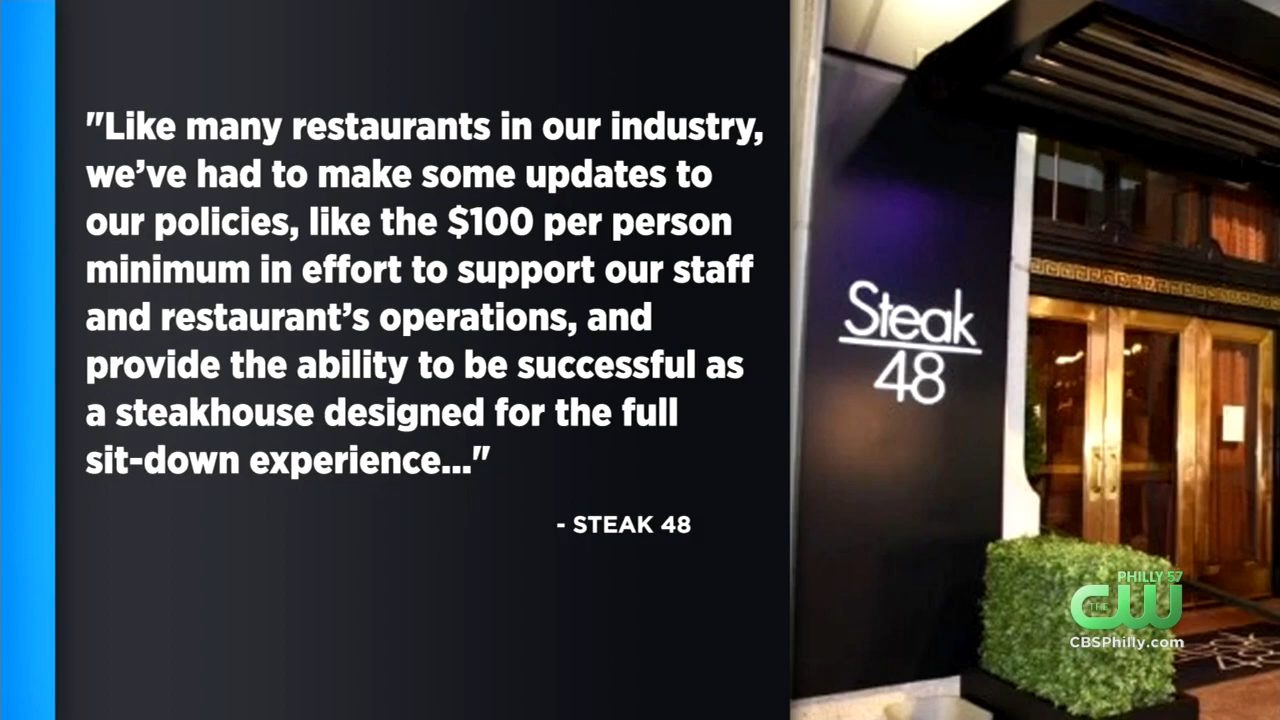 "Like many restaurants in our industry,
we’ve had to make some updates to
our policies, like the $100 per person
minimum in effort to support our staff
and restaurant’s operations, and
provide the ability to be successful as
a steakhouse designed for the full
sit-down experience..."
- STEAK 48
Steak
48
PHILLY 57
THE
CW
CBSPhilly.com